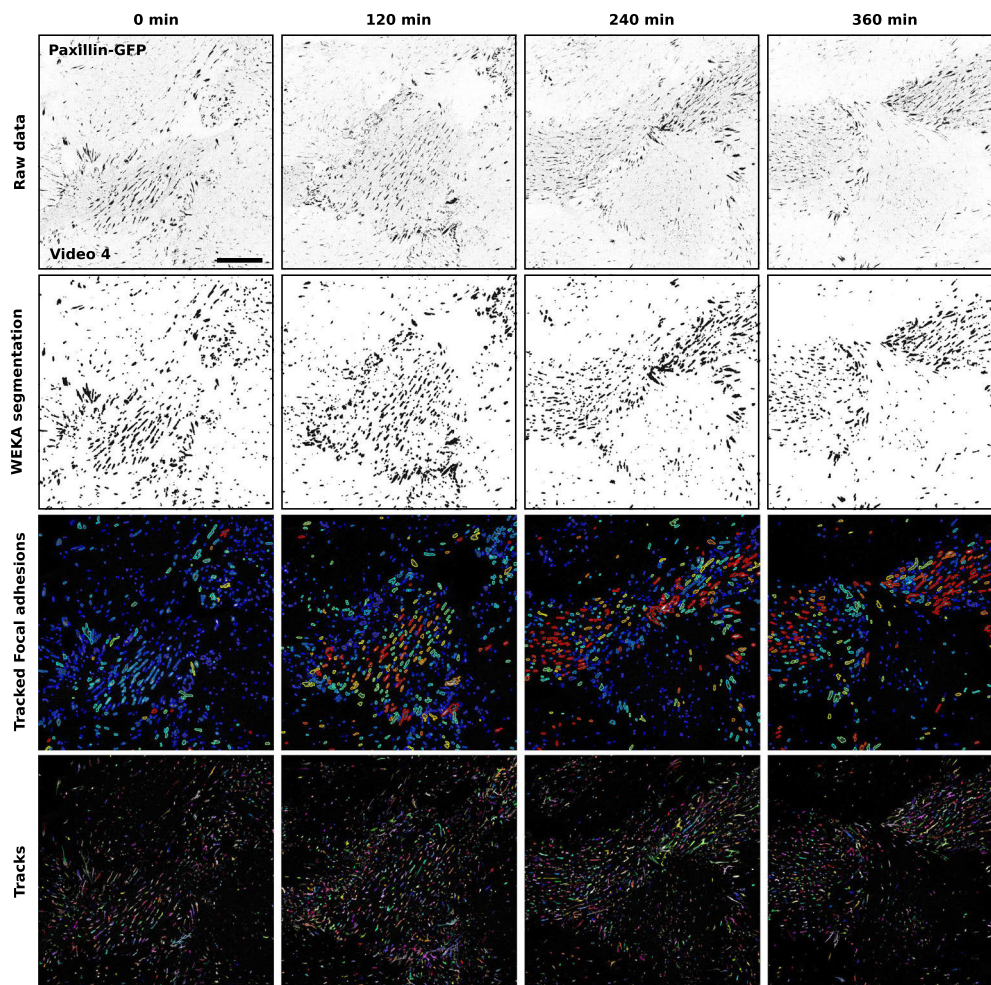 0 min
120 min
240 min
360 min
Raw data
Paxillin-GFP
Video 4
WEKA segmentation
Tracked Focal adhesions
Tracks